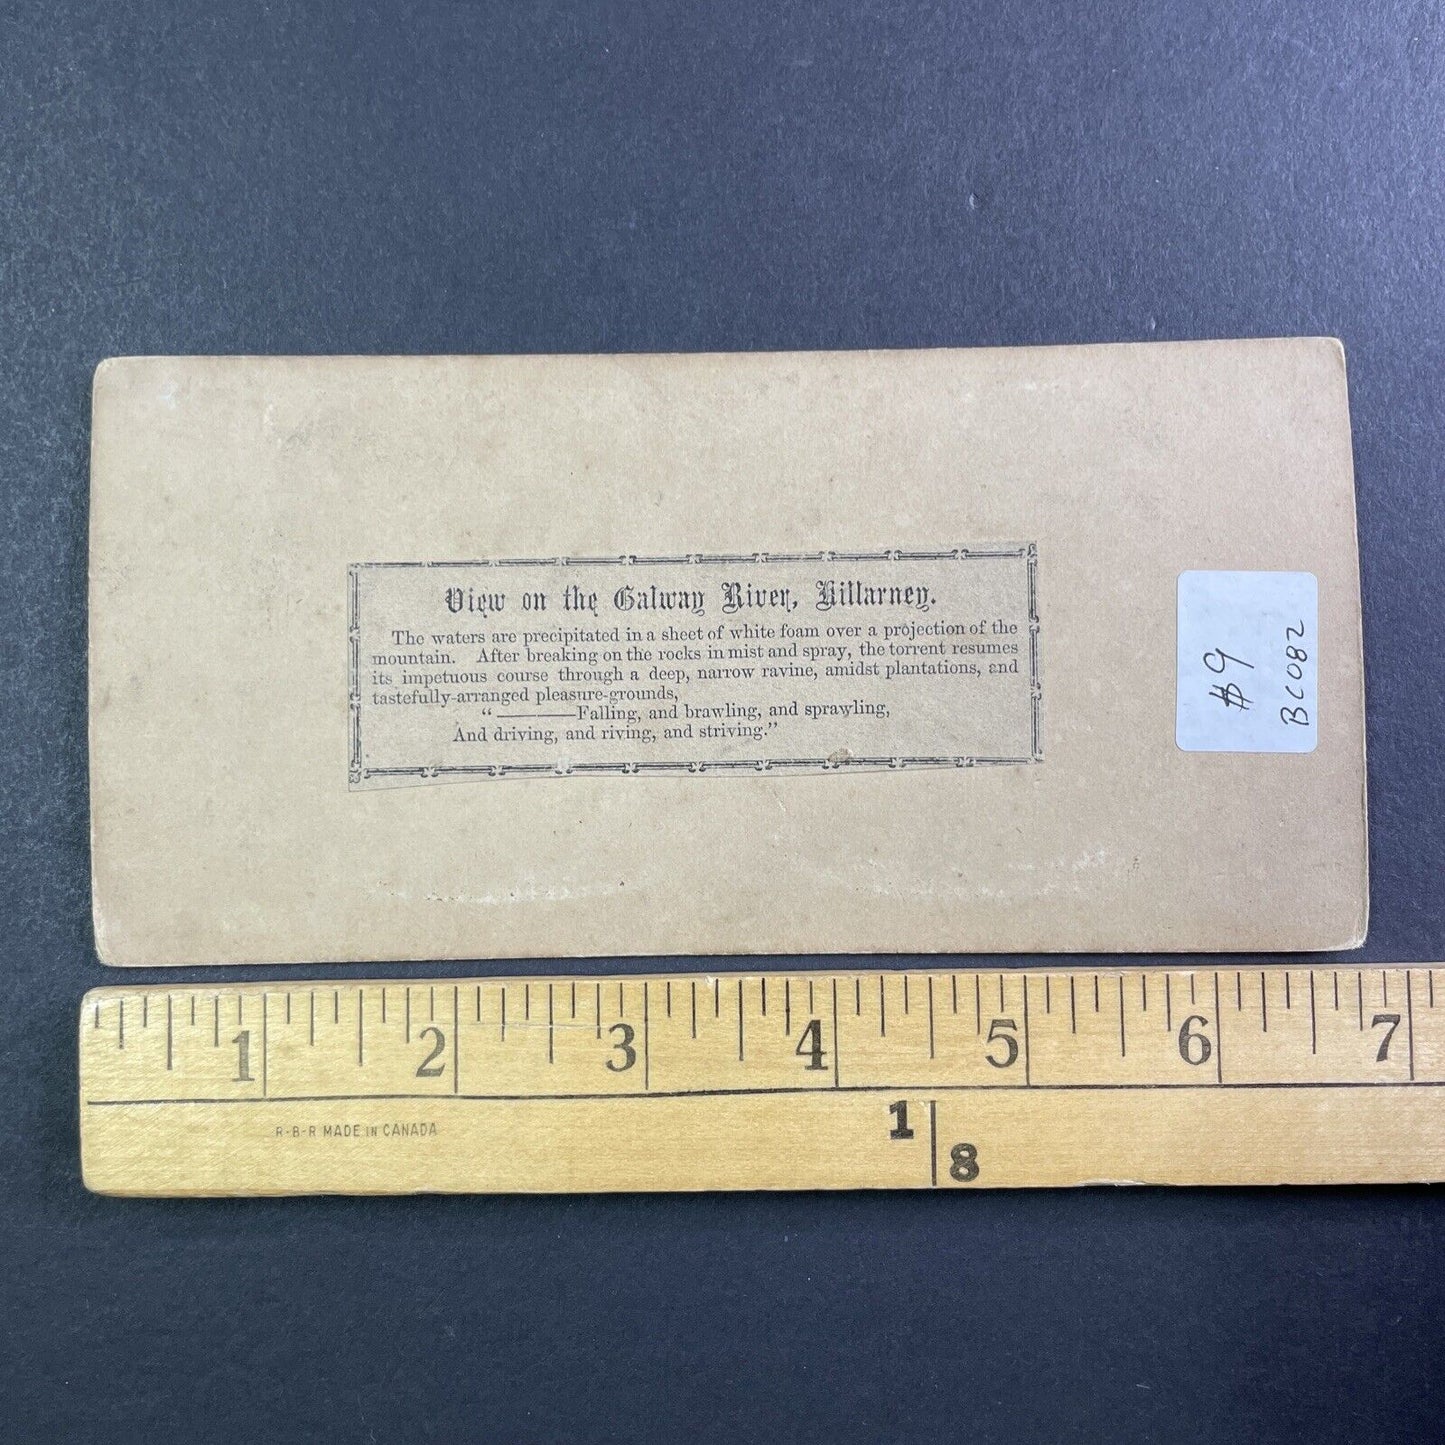 View on the Galway River, Killarney.
The waters are precipitated in a sheet of white foam over a projection of the
mountain. After breaking on the rocks in mist and spray, the torrent resumes
its impetuous course through a deep, narrow ravine, amidst plantations, and
tastefully-arranged pleasure-grounds,
“ ———Falling, and brawling, and sprawling,
And driving, and riving, and striving.”
#9
BC082
1 2 3 4 5 6 7
R-B-R MADE IN CANADA
1 8